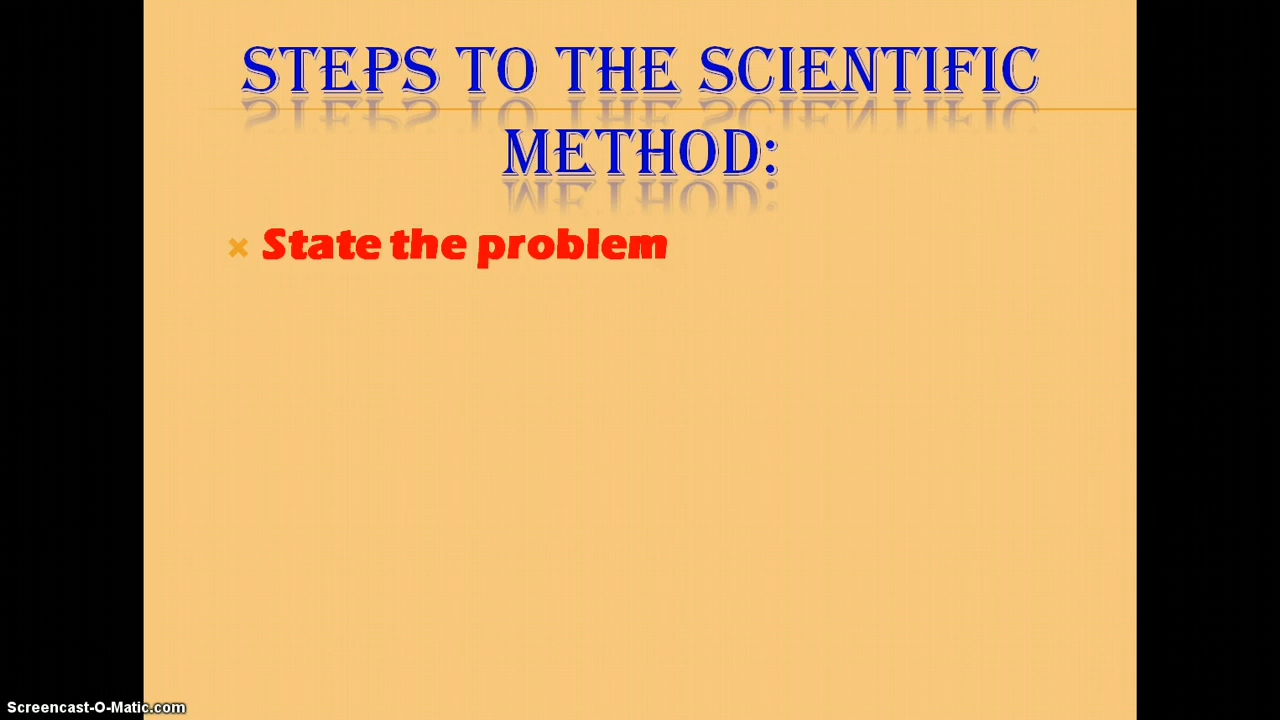 STEPS TO THE SCIENTIFIC
METHOD:
State the problem
Screencast-O-Matic.com